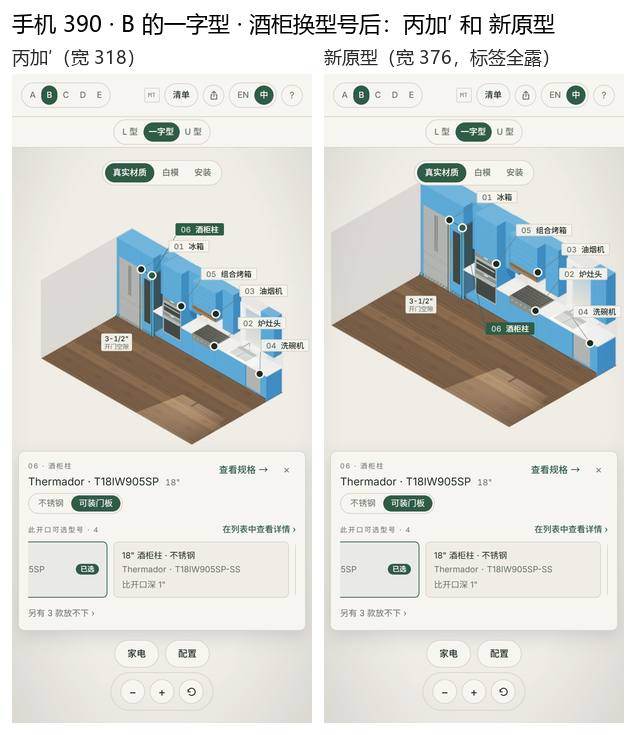 手机 390 · B 的一字型 · 酒柜换型号后：丙加′ 和 新原型
丙加′（宽 318）
A B C D E MT 清单 EN 中 ?
L 型 一字型 U 型
真实材质 白模 安装
06 酒柜柱
01 冰箱
05 组合烤箱
03 油烟机
02 炉灶头
3-1/2"
开门空隙
04 洗碗机
06 · 酒柜柱
查看规格 → ×
Thermador · T18IW905SP 18"
不锈钢 可装门板
此开口可选型号 · 4 在列表中查看详情 ›
5SP 已选
18" 酒柜柱 · 不锈钢
Thermador · T18IW905SP-SS
比开口深 1"
另有 3 款放不下 ›
家电 配置
− +
新原型（宽 376，标签全露）
A B C D E MT 清单 EN 中 ?
L 型 一字型 U 型
真实材质 白模 安装
01 冰箱
05 组合烤箱
03 油烟机
02 炉灶头
3-1/2"
开门空隙
04 洗碗机
06 酒柜柱
06 · 酒柜柱
查看规格 → ×
Thermador · T18IW905SP 18"
不锈钢 可装门板
此开口可选型号 · 4 在列表中查看详情 ›
5SP 已选
18" 酒柜柱 · 不锈钢
Thermador · T18IW905SP-SS
比开口深 1"
另有 3 款放不下 ›
家电 配置
− +